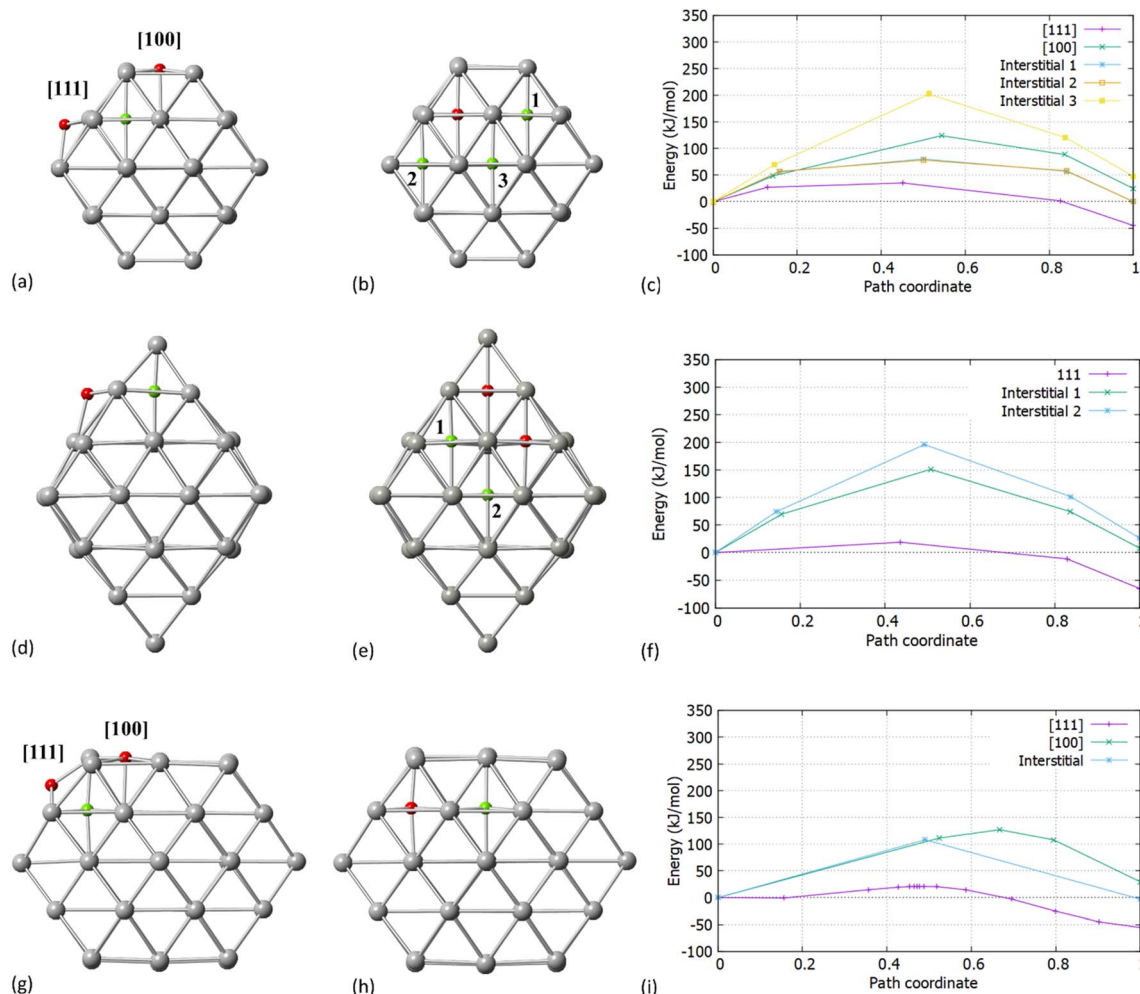 [100]
[111]
(a)
1
2
3
(b)
350
300
250
200
150
100
50
0
-50
-100
Energy (kJ/mol)
[111]
[100]
Interstitial 1
Interstitial 2
Interstitial 3
0 0.2 0.4 0.6 0.8 1
Path coordinate
(c)
(d)
1
2
(e)
350
300
250
200
150
100
50
0
-50
-100
Energy (kJ/mol)
111
Interstitial 1
Interstitial 2
0 0.2 0.4 0.6 0.8 1
Path coordinate
(f)
[100]
[111]
(g)
(h)
350
300
250
200
150
100
50
0
-50
-100
Energy (kJ/mol)
[111]
[100]
Interstitial
0 0.2 0.4 0.6 0.8 1
Path coordinate
(i)